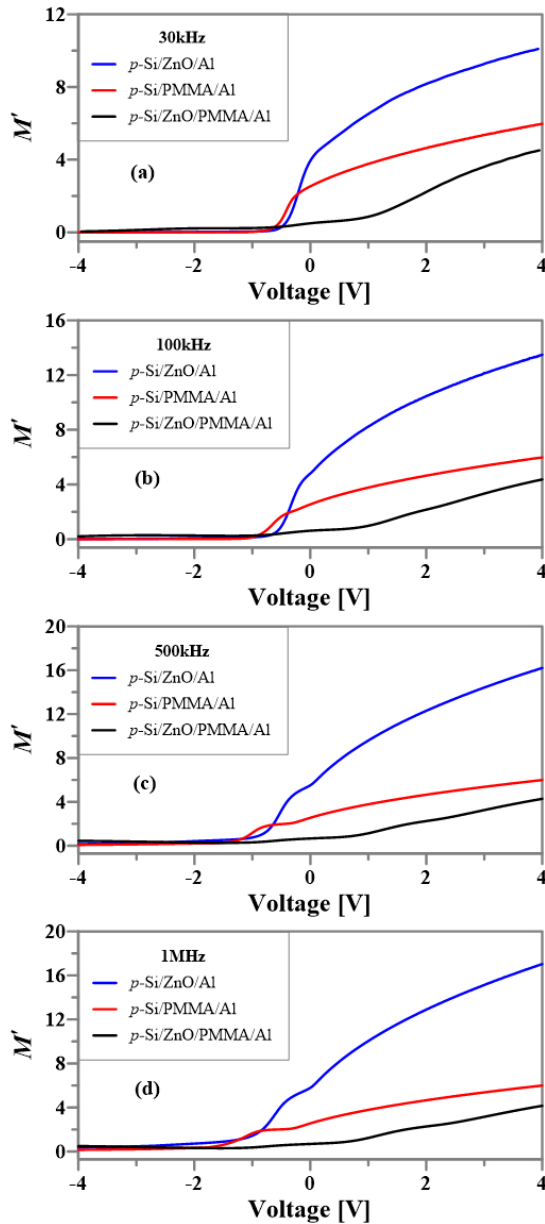 12
30kHz
p-Si/ZnO/Al
p-Si/PMMA/Al
p-Si/ZnO/PMMA/Al
8
M'
4
(a)
0
-4 -2 0 2 4
Voltage [V]
16
100kHz
p-Si/ZnO/Al
12
p-Si/PMMA/Al
p-Si/ZnO/PMMA/Al
M'
8
(b)
4
0
-4 -2 0 2 4
Voltage [V]
20
500kHz
16
p-Si/ZnO/Al
p-Si/PMMA/Al
12
p-Si/ZnO/PMMA/Al
M'
8
(c)
4
0
-4 -2 0 2 4
Voltage [V]
20
1MHz
16
p-Si/ZnO/Al
p-Si/PMMA/Al
12
p-Si/ZnO/PMMA/Al
M'
8
(d)
4
0
-4 -2 0 2 4
Voltage [V]